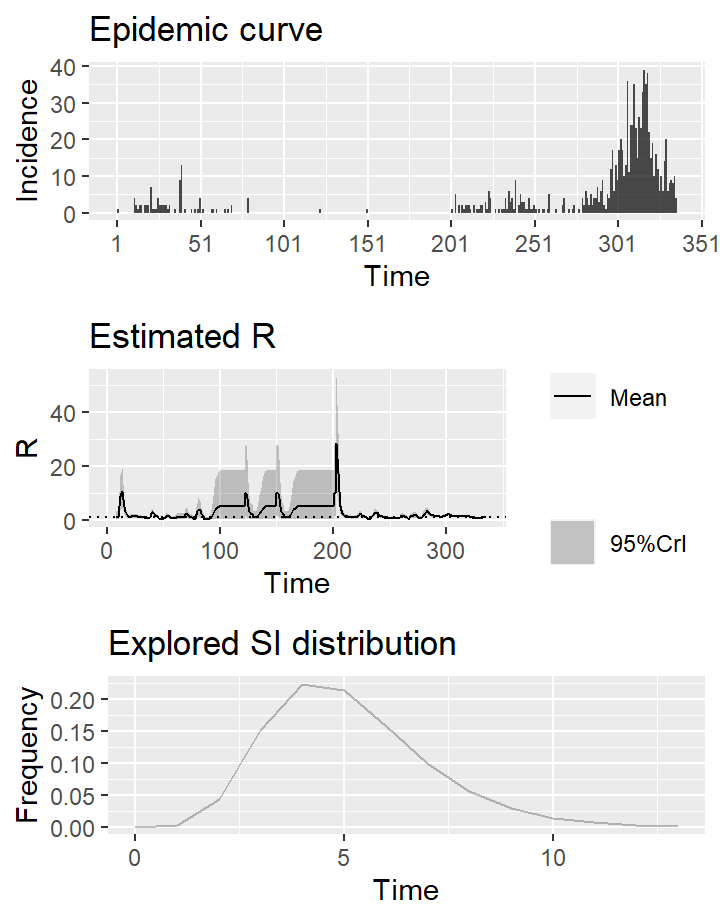 Epidemic curve
Incidence
40
30
20
10
0
1 51 101 151 201 251 301 351
Time
Estimated R
R
40
20
0
0 100 200 300
Time
Mean
95%CrI
Explored SI distribution
Frequency
0.20
0.15
0.10
0.05
0.00
0 5 10
Time